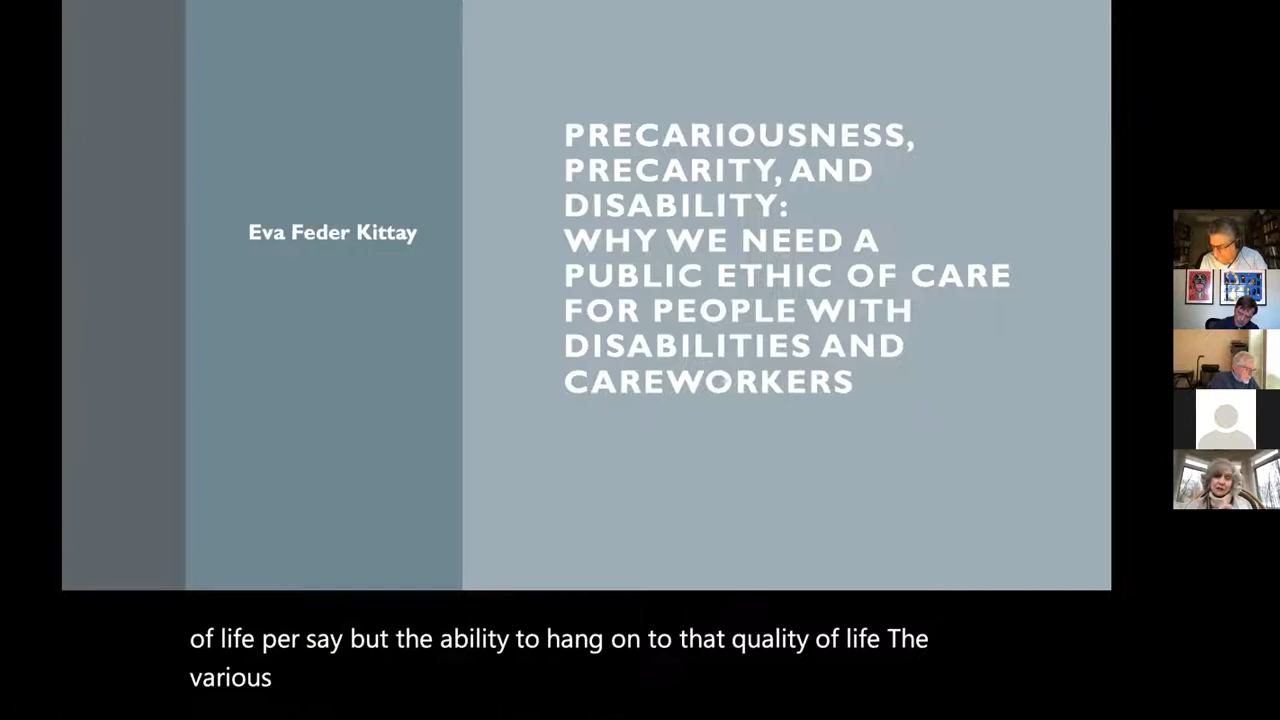 Eva Feder Kittay
PRECARIOUSNESS,
PRECARITY, AND
DISABILITY:
WHY WE NEED A
PUBLIC ETHIC OF CARE
FOR PEOPLE WITH
DISABILITIES AND
CAREWORKERS
of life per say but the ability to hang on to that quality of life The
various